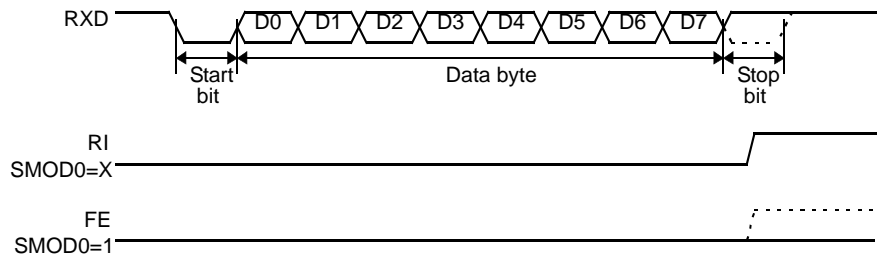 RXD D0 D1 D2 D3 D4 D5 D6 D7
Start Data byte Stop
bit bit
RI
SMOD0=X
FE
SMOD0=1